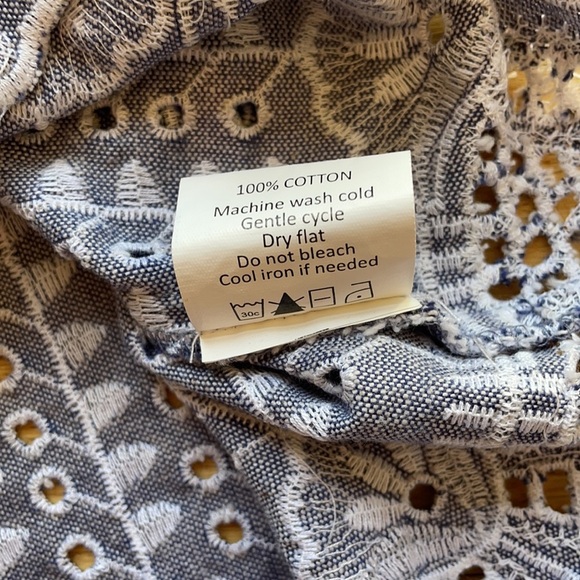 100% COTTON
Machine wash cold
Gentle cycle
Dry flat
Do not bleach
Cool iron if needed
30c